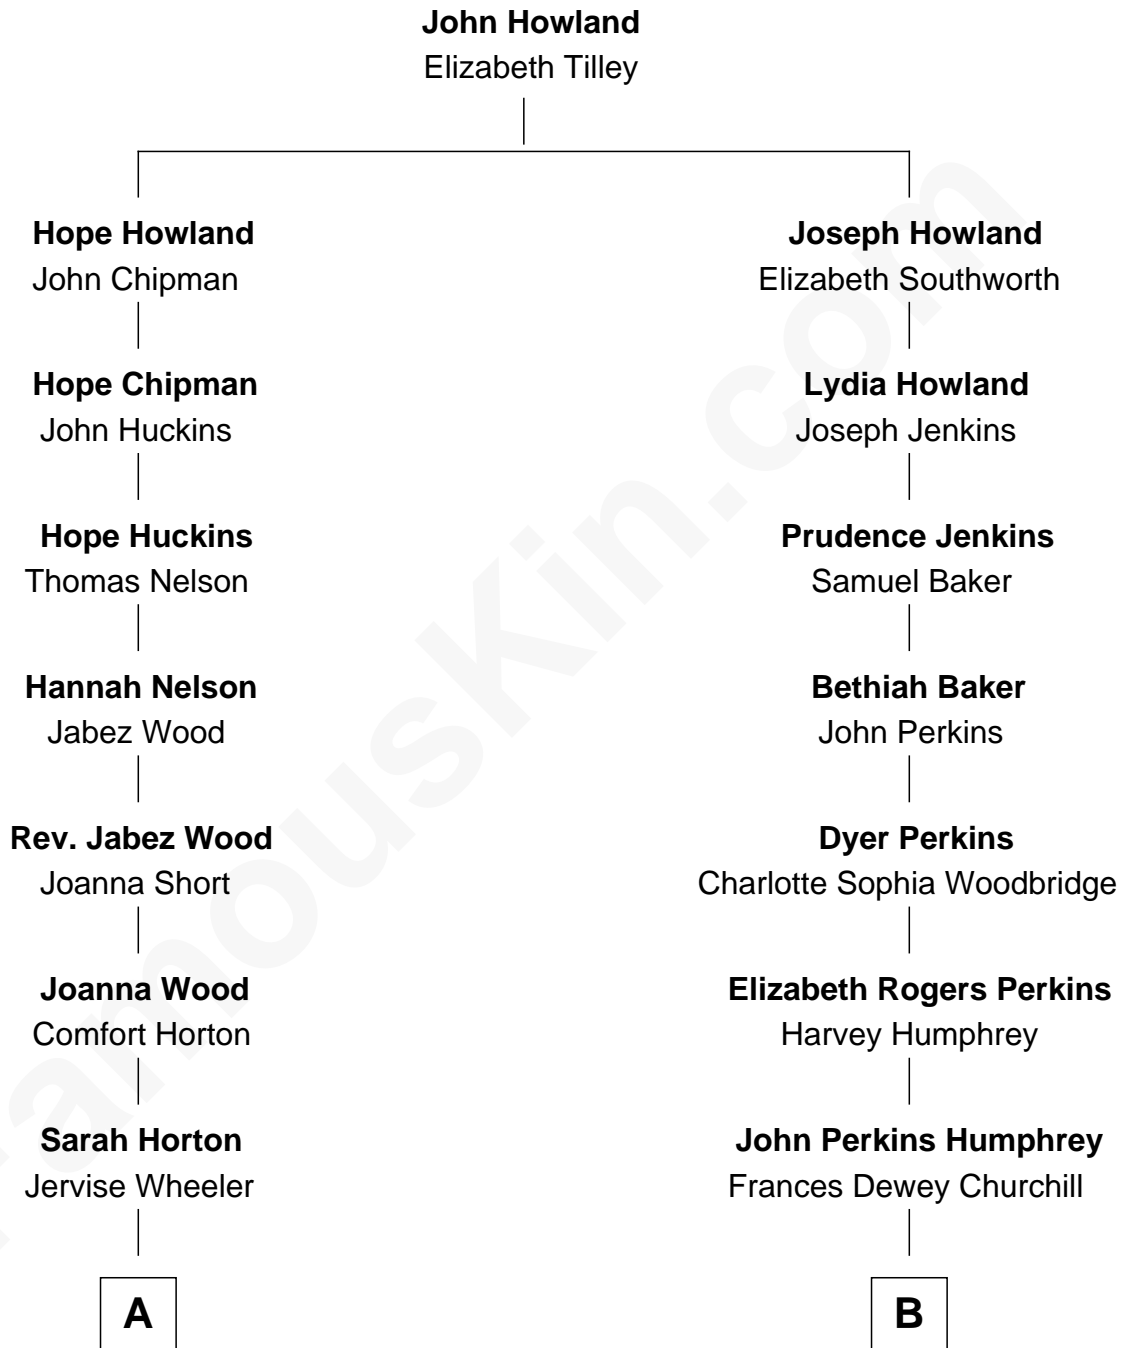 John Howland
Elizabeth Tilley
Hope Howland
John Chipman
Joseph Howland
Elizabeth Southworth
Hope Chipman
John Huckins
Lydia Howland
Joseph Jenkins
Hope Huckins
Thomas Nelson
Prudence Jenkins
Samuel Baker
Hannah Nelson
Jabez Wood
Bethiah Baker
John Perkins
Rev. Jabez Wood
Joanna Short
Dyer Perkins
Charlotte Sophia Woodbridge
Joanna Wood
Comfort Horton
Elizabeth Rogers Perkins
Harvey Humphrey
Sarah Horton
Jervise Wheeler
John Perkins Humphrey
Frances Dewey Churchill
A
B
FamousKin.com